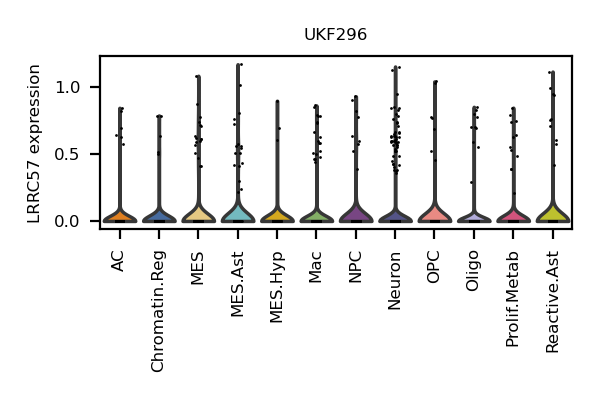 UKF296
LRRC57 expression
1.0
0.5
0.0
AC
Chromatin.Reg
MES
MES.Ast
MES.Hyp
Mac
NPC
Neuron
OPC
Oligo
Prolif.Metab
Reactive.Ast